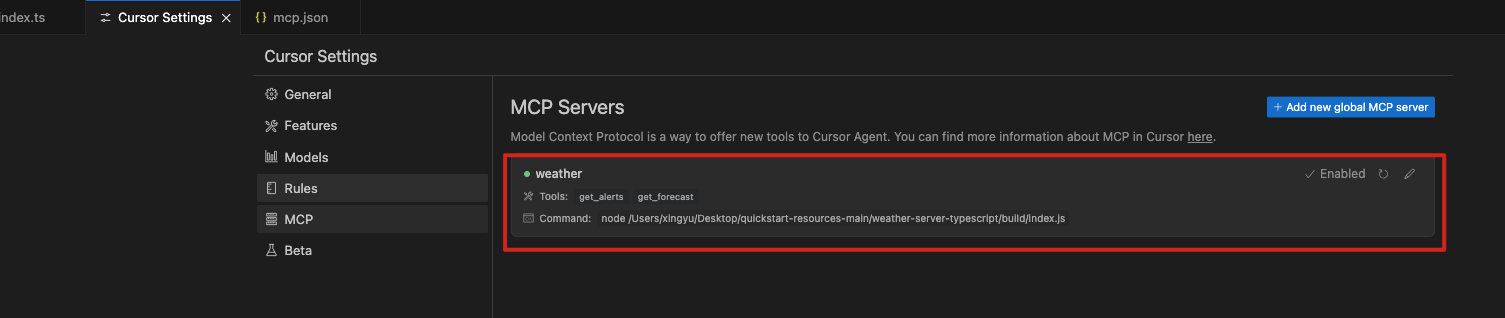 index.ts
Cursor Settings
mcp.json
Cursor Settings
General
Features
Models
Rules
MCP
Beta
MCP Servers
+ Add new global MCP server
Model Context Protocol is a way to offer new tools to Cursor Agent. You can find more information about MCP in Cursor here.
weather
Enabled
Tools: get_alerts get_forecast
Command: node /Users/xingyu/Desktop/quickstart-resources-main/weather-server-typescript/build/index.js